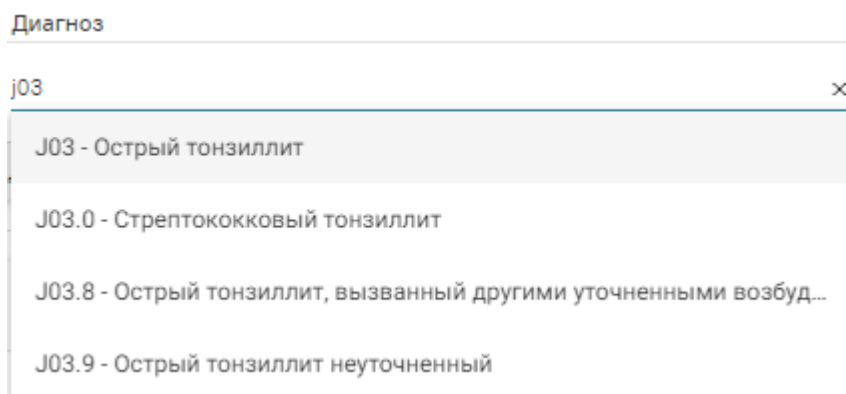 Диагноз
j03
J03 - Острый тонзиллит
J03.0 - Стрептококковый тонзиллит
J03.8 - Острый тонзиллит, вызванный другими уточненными возбуд...
J03.9 - Острый тонзиллит неуточненный